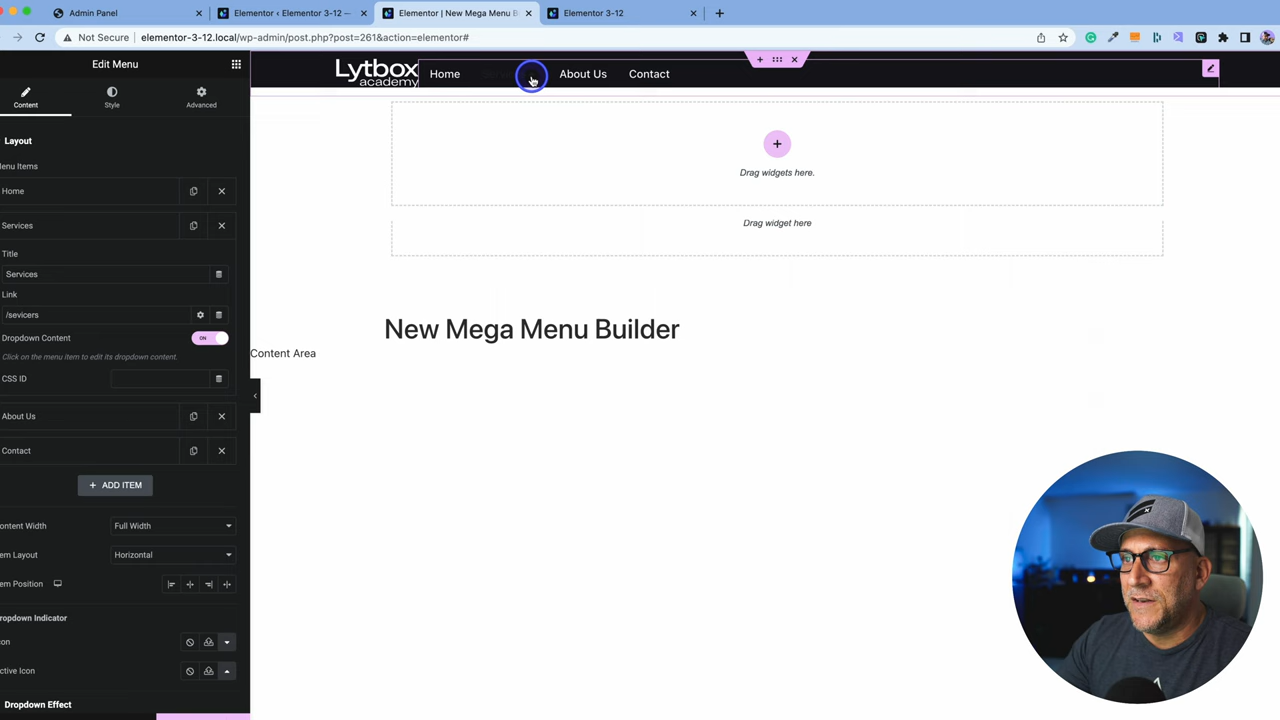 Admin Panel
Elementor ‹ Elementor 3-12 —
Elementor | New Mega Menu B
Elementor 3-12
Not Secure
elementor-3-12.local/wp-admin/post.php?post=261&action=elementor#
Edit Menu
Content
Style
Advanced
Layout
enu Items
Home
Services
Title
Services
Link
/sevicers
Dropdown Content
ON
Click on the menu item to edit its dropdown content.
CSS ID
About Us
Contact
+ ADD ITEM
ontent Width
Full Width
em Layout
Horizontal
em Position
ropdown Indicator
con
ctive Icon
Dropdown Effect
Lytbox
academy
Home
About Us
Contact
Drag widgets here.
Drag widget here
New Mega Menu Builder
Content Area